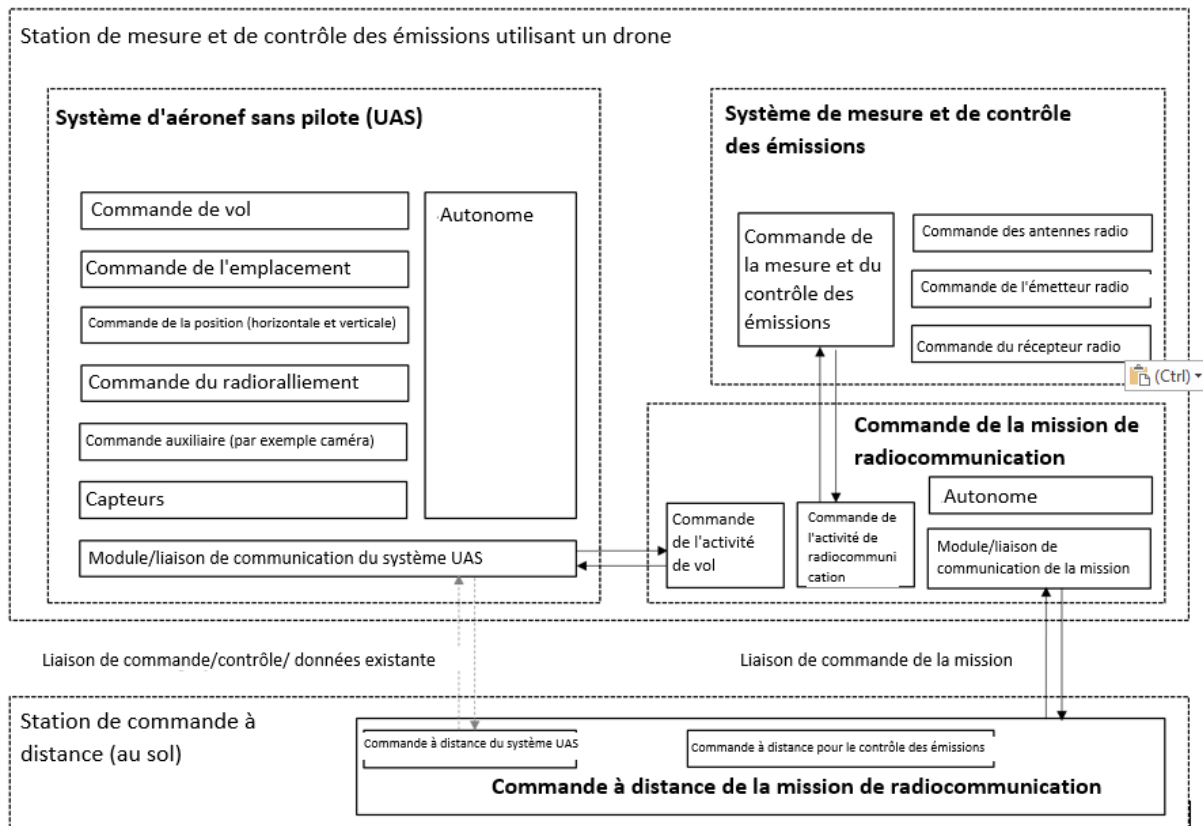 Station de mesure et de contrôle des émissions utilisant un drone
Système d'aéronef sans pilote (UAS)
Commande de vol
Commande de l'emplacement
Commande de la position (horizontale et verticale)
Commande du radioralliement
Commande auxiliaire (par exemple caméra)
Capteurs
Autonome
Module/liaison de communication du système UAS
Système de mesure et de contrôle
des émissions
Commande de
la mesure et du
contrôle des
émissions
Commande des antennes radio
Commande de l'émetteur radio
Commande du récepteur radio
(Ctrl)
Commande de la mission de
radiocommunication
Commande
de l'activité
de vol
Commande de
l'activité de
radiocommuni
cation
Autonome
Module/liaison de
communication de la mission
Liaison de commande/contrôle/ données existante
Liaison de commande de la mission
Station de commande à
distance (au sol)
Commande à distance du système UAS
Commande à distance pour le contrôle des émissions
Commande à distance de la mission de radiocommunication